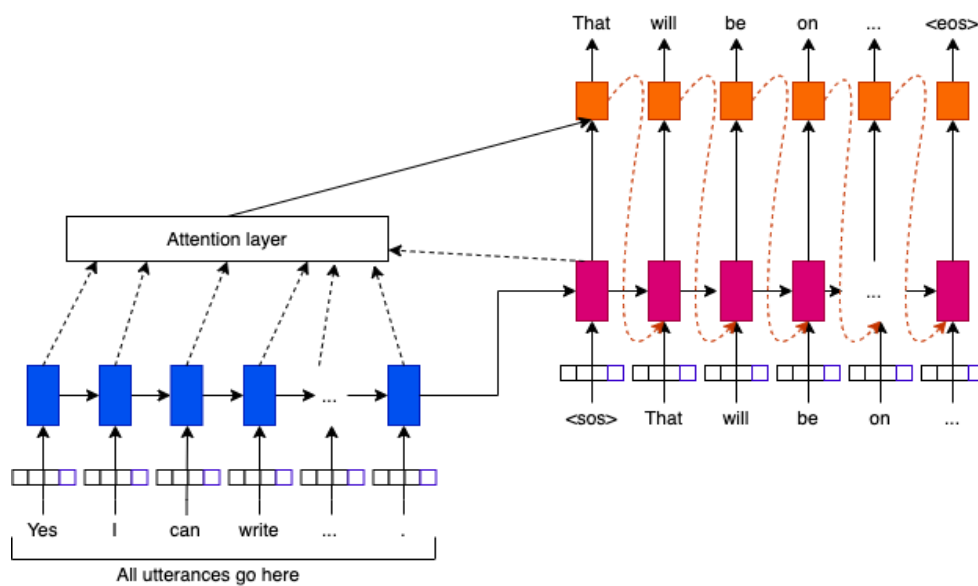 That will be on ... <eos>
Attention layer
...
...
<sos> That will be on ...
Yes I can write ... .
All utterances go here